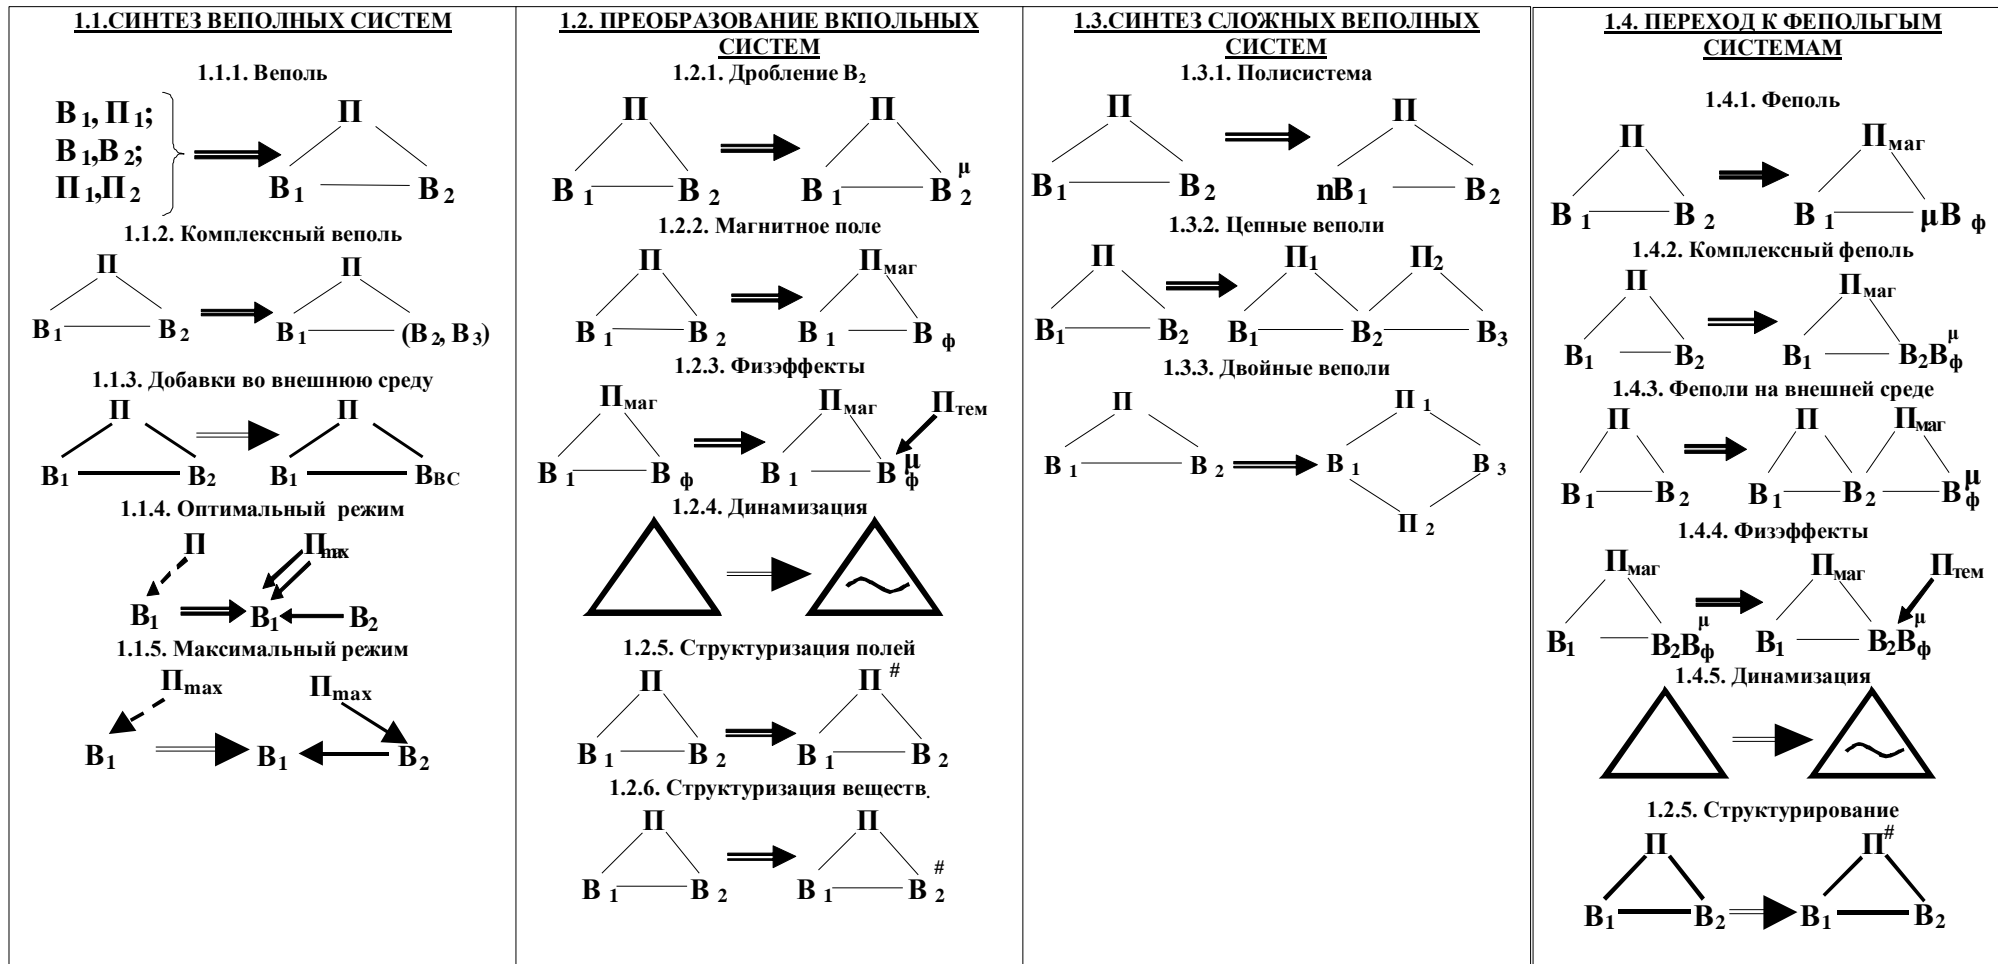 1.1.СИНТЕЗ ВЕПОЛНЫХ СИСТЕМ
1.1.1. Веполь
В1, П1;
В1,В2;
П1,П2
П
В1 В2
1.1.2. Комплексный веполь
П П
В1 В2 В1 (В2, В3)
1.1.3. Добавки во внешнюю среду
П П
В1 В2 В1 ВВС
1.1.4. Оптимальный режим
П Пmax
В1 В1 В2
1.1.5. Максимальный режим
Пmax Пmax
В1 В1 В2
1.2. ПРЕОБРАЗОВАНИЕ ВКПОЛЬНЫХ
СИСТЕМ
1.2.1. Дробление В2
П П
В1 В2 В1 В2µ
1.2.2. Магнитное поле
П Пмаг
В1 В2 В1 Вф
1.2.3. Физэффекты
Пмаг Пмаг Птем
В1 Вф В1 Вфµ
1.2.4. Динамизация
1.2.5. Структуризация полей
П П#
В1 В2 В1 В2
1.2.6. Структуризация веществ.
П П
В1 В2 В1 В2#
1.3.СИНТЕЗ СЛОЖНЫХ ВЕПОЛНЫХ
СИСТЕМ
1.3.1. Полисистема
П П
В1 В2 nВ1 В2
1.3.2. Цепные веполи
П П1 П2
В1 В2 В1 В2 В3
1.3.3. Двойные веполи
П П1
В1 В2 В1 В3
П2
1.4. ПЕРЕХОД К ФЕПОЛЬГЫМ
СИСТЕМАМ
1.4.1. Феполь
П Пмаг
В1 В2 В1 µВф
1.4.2. Комплексный феполь
П Пмаг
В1 В2 В1 В2Вфµ
1.4.3. Феполи на внешней среде
П П Пмаг
В1 В2 В1 В2 Вфµ
1.4.4. Физэффекты
Пмаг Пмаг Птем
В1 В2Вфµ В1 В2Вфµ
1.4.5. Динамизация
1.2.5. Структурирование
П П#
В1 В2 В1 В2